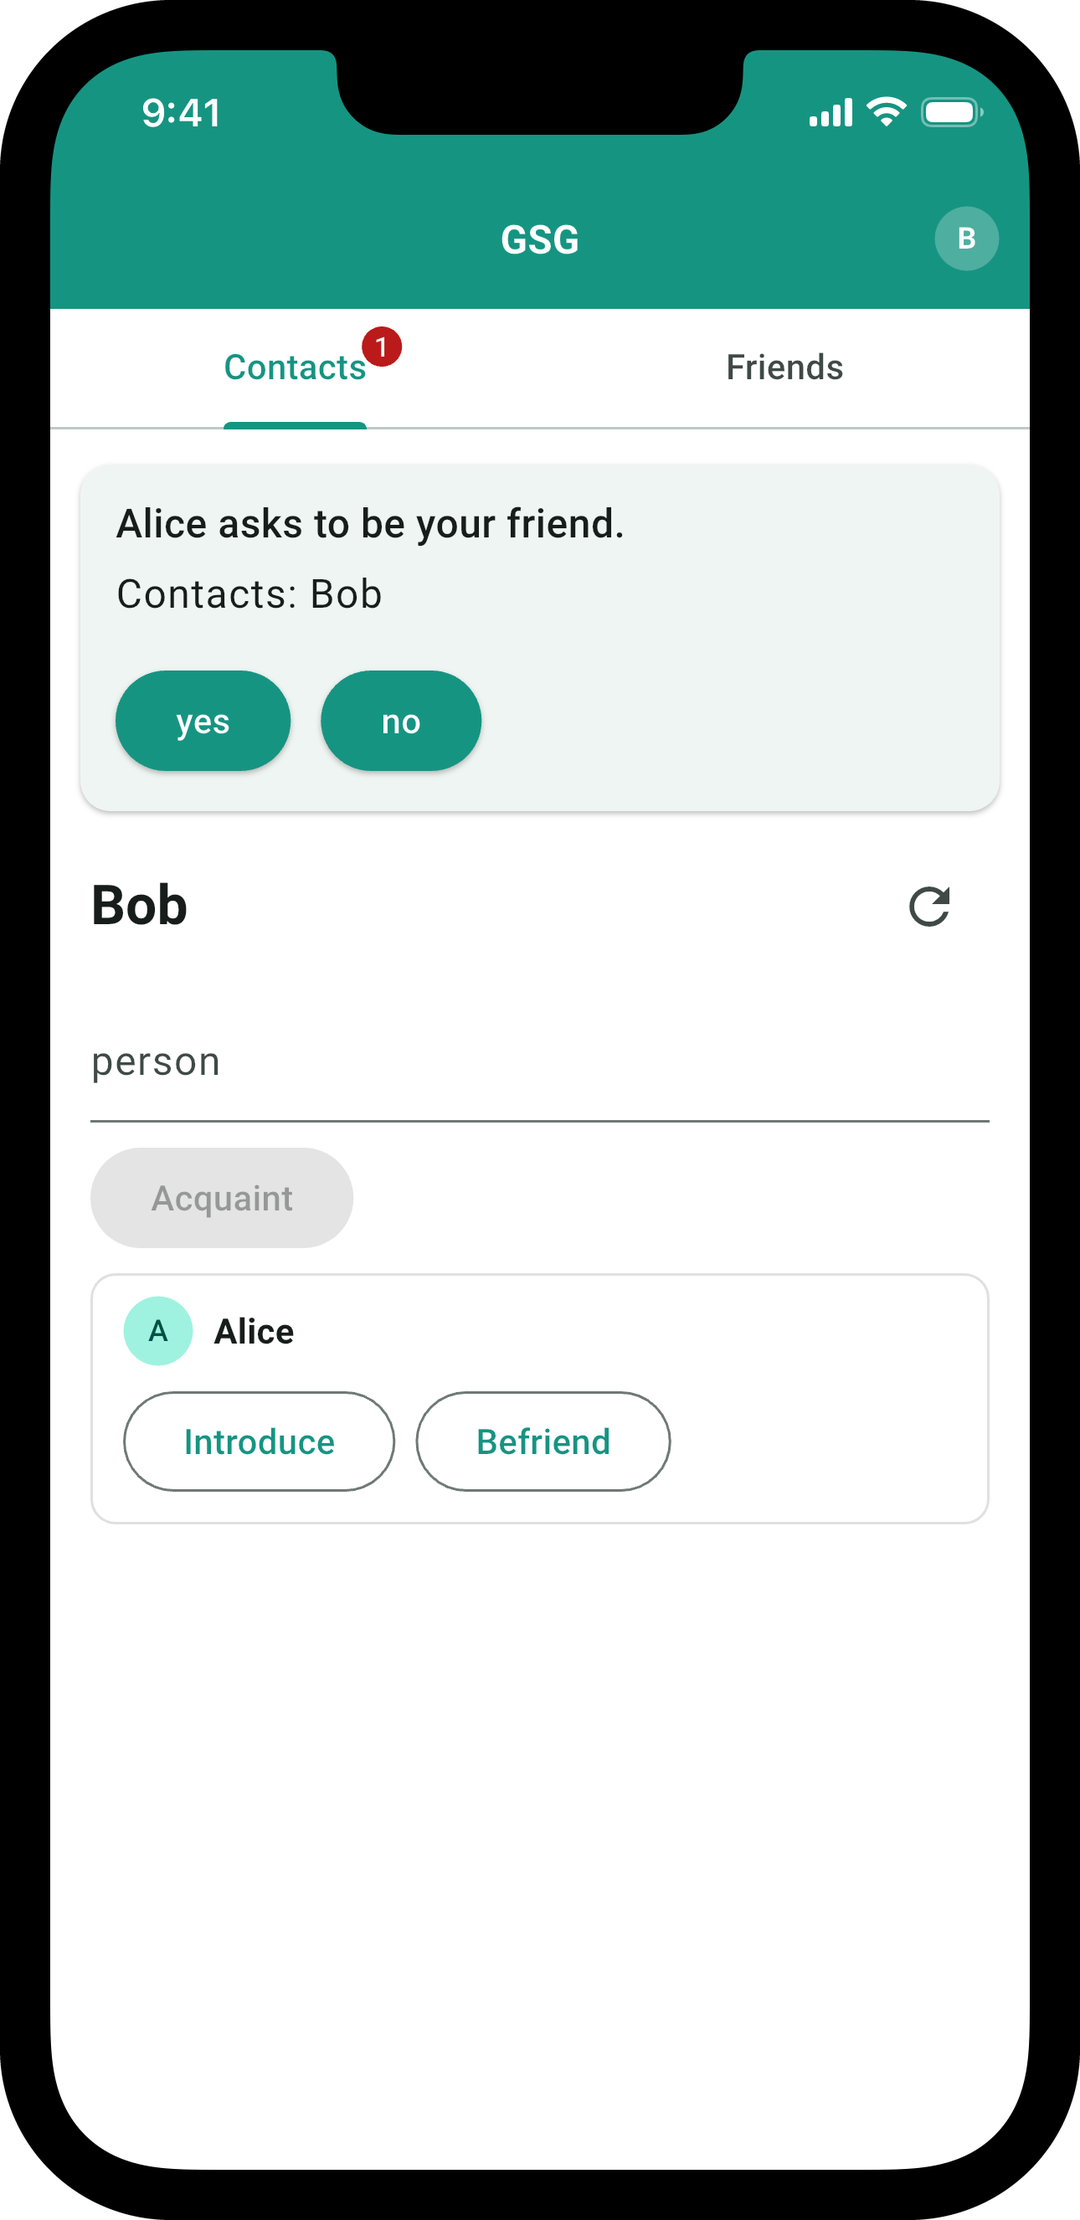 9:41
GSG
B
Contacts 1
Friends
Alice asks to be your friend.
Contacts: Bob
yes
no
Bob
person
Acquaint
A
Alice
Introduce
Befriend